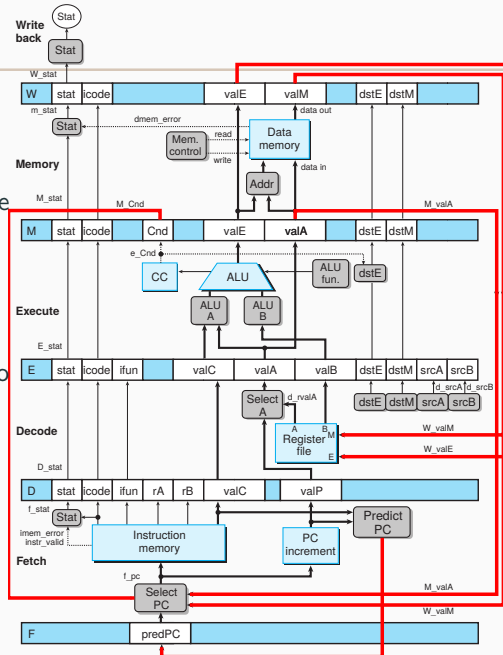 Stat
Write
back
Stat
W_stat
W stat icode valE valM dstE dstM
m_stat
data out
Stat
dmem_error
read
Mem.
control
write
Data
memory
Memory
data in
Addr
M_stat
M_Cnd
M_valA
e
M stat icode Cnd valE valA dstE dstM
e_Cnd
CC
ALU
ALU
fun.
dstE
ALU
A
ALU
B
Execute
E_stat
E stat icode ifun valC valA valB dstE dstM srcA srcB
d_srcA d_srcB
dstE dstM srcA srcB
Select
A
d_rvalA
A B
M
Register
file
E
W_valM
W_valE
Decode
D_stat
D stat icode ifun rA rB valC valP
f_stat
Stat
imem_error
instr_valid
Instruction
memory
PC
increment
Predict
PC
Fetch
f_pc
Select
PC
M_valA
W_valM
F predPC